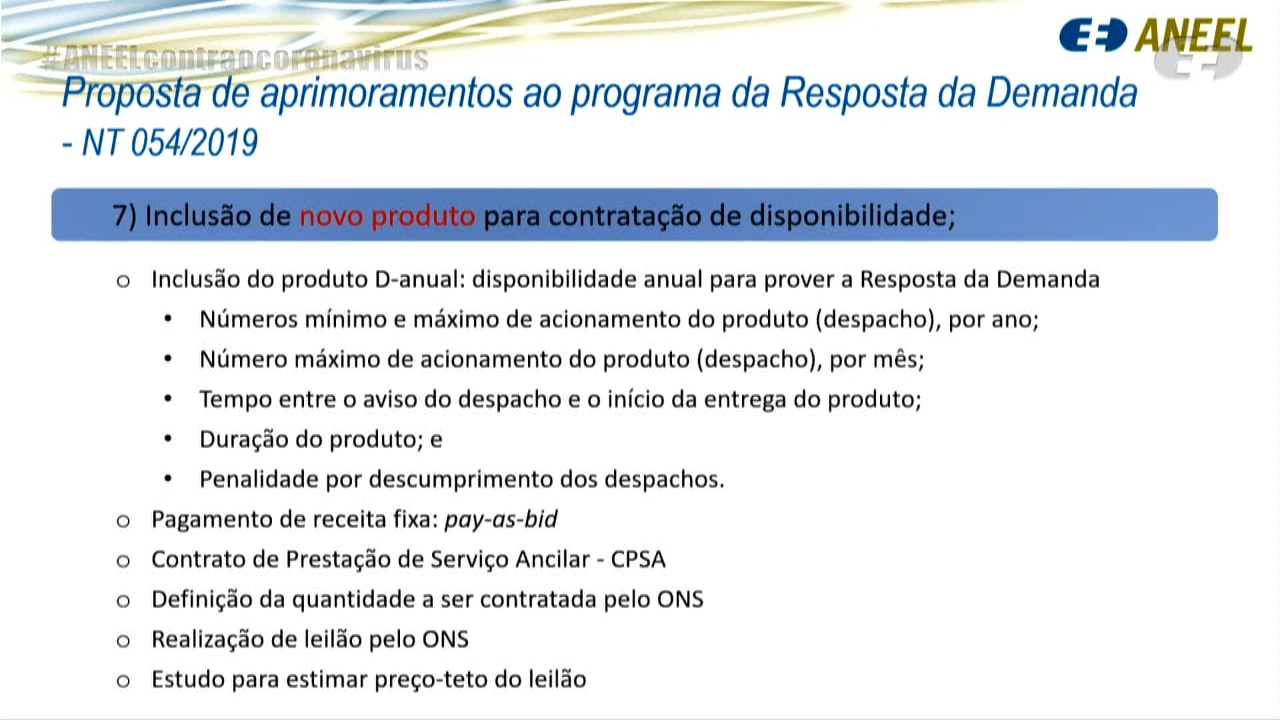 ANEEL
#ANEELcontraocoronavirus
Proposta de aprimoramentos ao programa da Resposta da Demanda
- NT 054/2019
7) Inclusão de novo produto para contratação de disponibilidade;
o Inclusão do produto D-anual: disponibilidade anual para prover a Resposta da Demanda
• Números mínimo e máximo de acionamento do produto (despacho), por ano;
• Número máximo de acionamento do produto (despacho), por mês;
• Tempo entre o aviso do despacho e o início da entrega do produto;
• Duração do produto; e
• Penalidade por descumprimento dos despachos.
o Pagamento de receita fixa: pay-as-bid
o Contrato de Prestação de Serviço Ancilar - CPSA
o Definição da quantidade a ser contratada pelo ONS
o Realização de leilão pelo ONS
o Estudo para estimar preço-teto do leilão